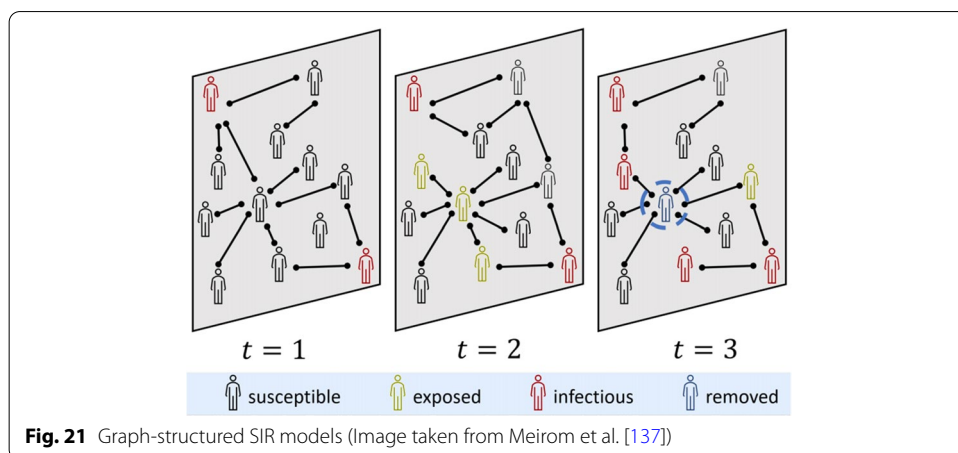 t = 1 t = 2 t = 3
susceptible exposed infectious removed
Fig. 21 Graph-structured SIR models (Image taken from Meirom et al. [137])